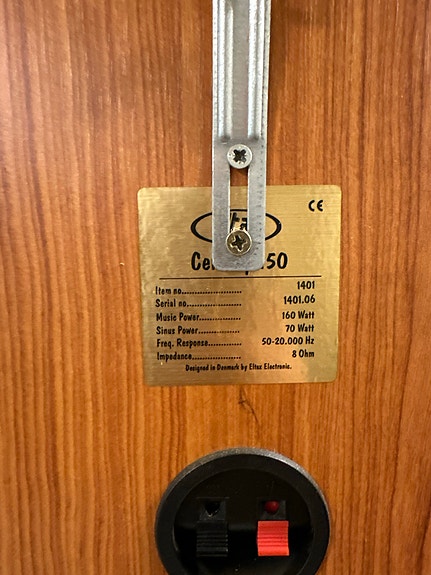 CE
50
Item no....................... 1401
Serial no..................... 1401.06
Music Power............... 160 Watt
Sinus Power............... 70 Watt
Freq. Response............ 50-20.000 Hz
Impedance.................. 8 Ohm
Designed in Denmark by Eltax Electronic.